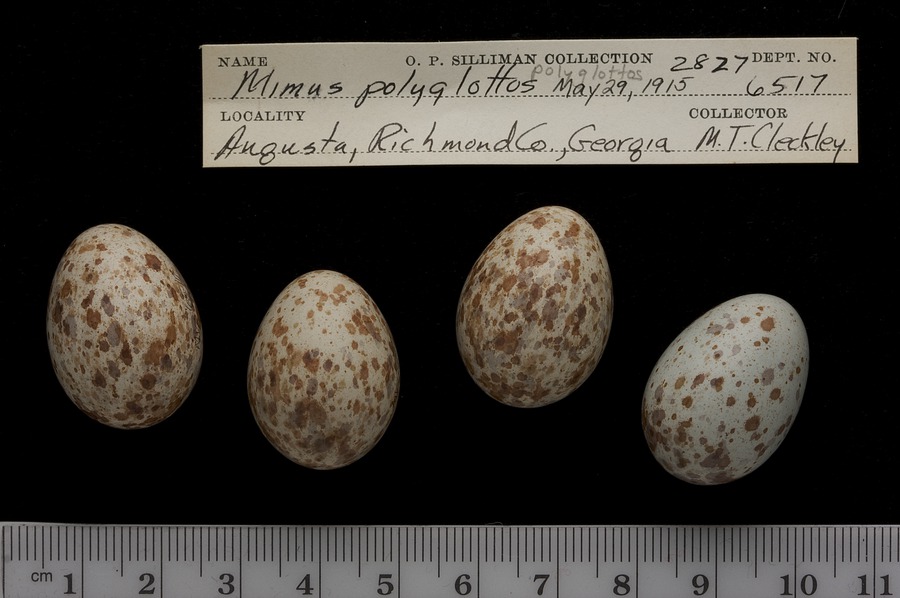 NAME O. P. SILLIMAN COLLECTION 2827 DEPT. NO.
polyglottos
Mimus polyglottos May 29, 1915 6517
LOCALITY COLLECTOR
Augusta, Richmond Co., Georgia M.T. Cleckley
cm 1 2 3 4 5 6 7 8 9 10 11